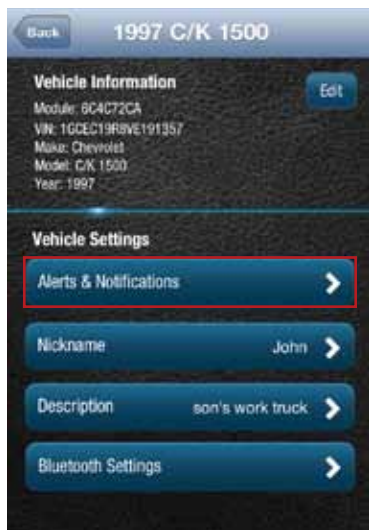 Back 1997 C/K 1500
Vehicle Information
Edit
Module: 6C4C72CA
VIN: 1GCEC19R8VE191357
Make: Chevrolet
Model: C/K 1500
Year: 1997
Vehicle Settings
Alerts & Notifications
Nickname John
Description son's work truck
Bluetooth Settings